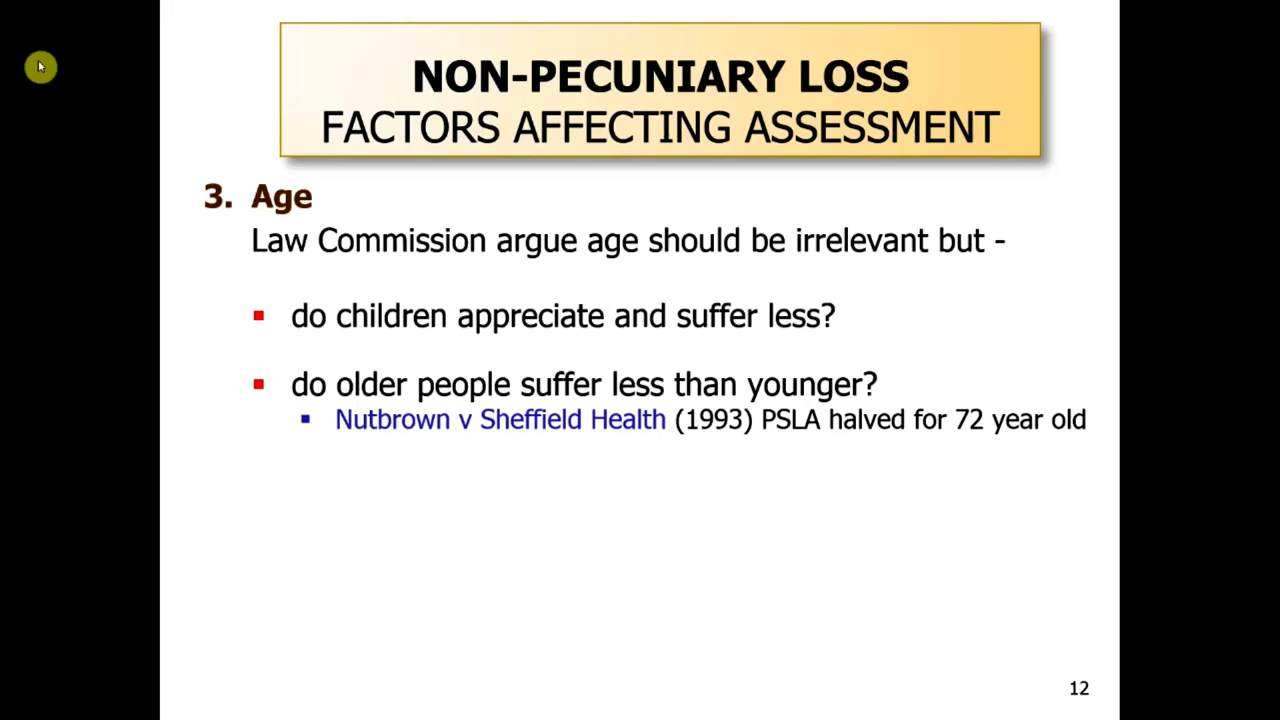 NON-PECUNIARY LOSS
FACTORS AFFECTING ASSESSMENT
3. Age
Law Commission argue age should be irrelevant but -
do children appreciate and suffer less?
do older people suffer less than younger?
Nutbrown v Sheffield Health (1993) PSLA halved for 72 year old
12